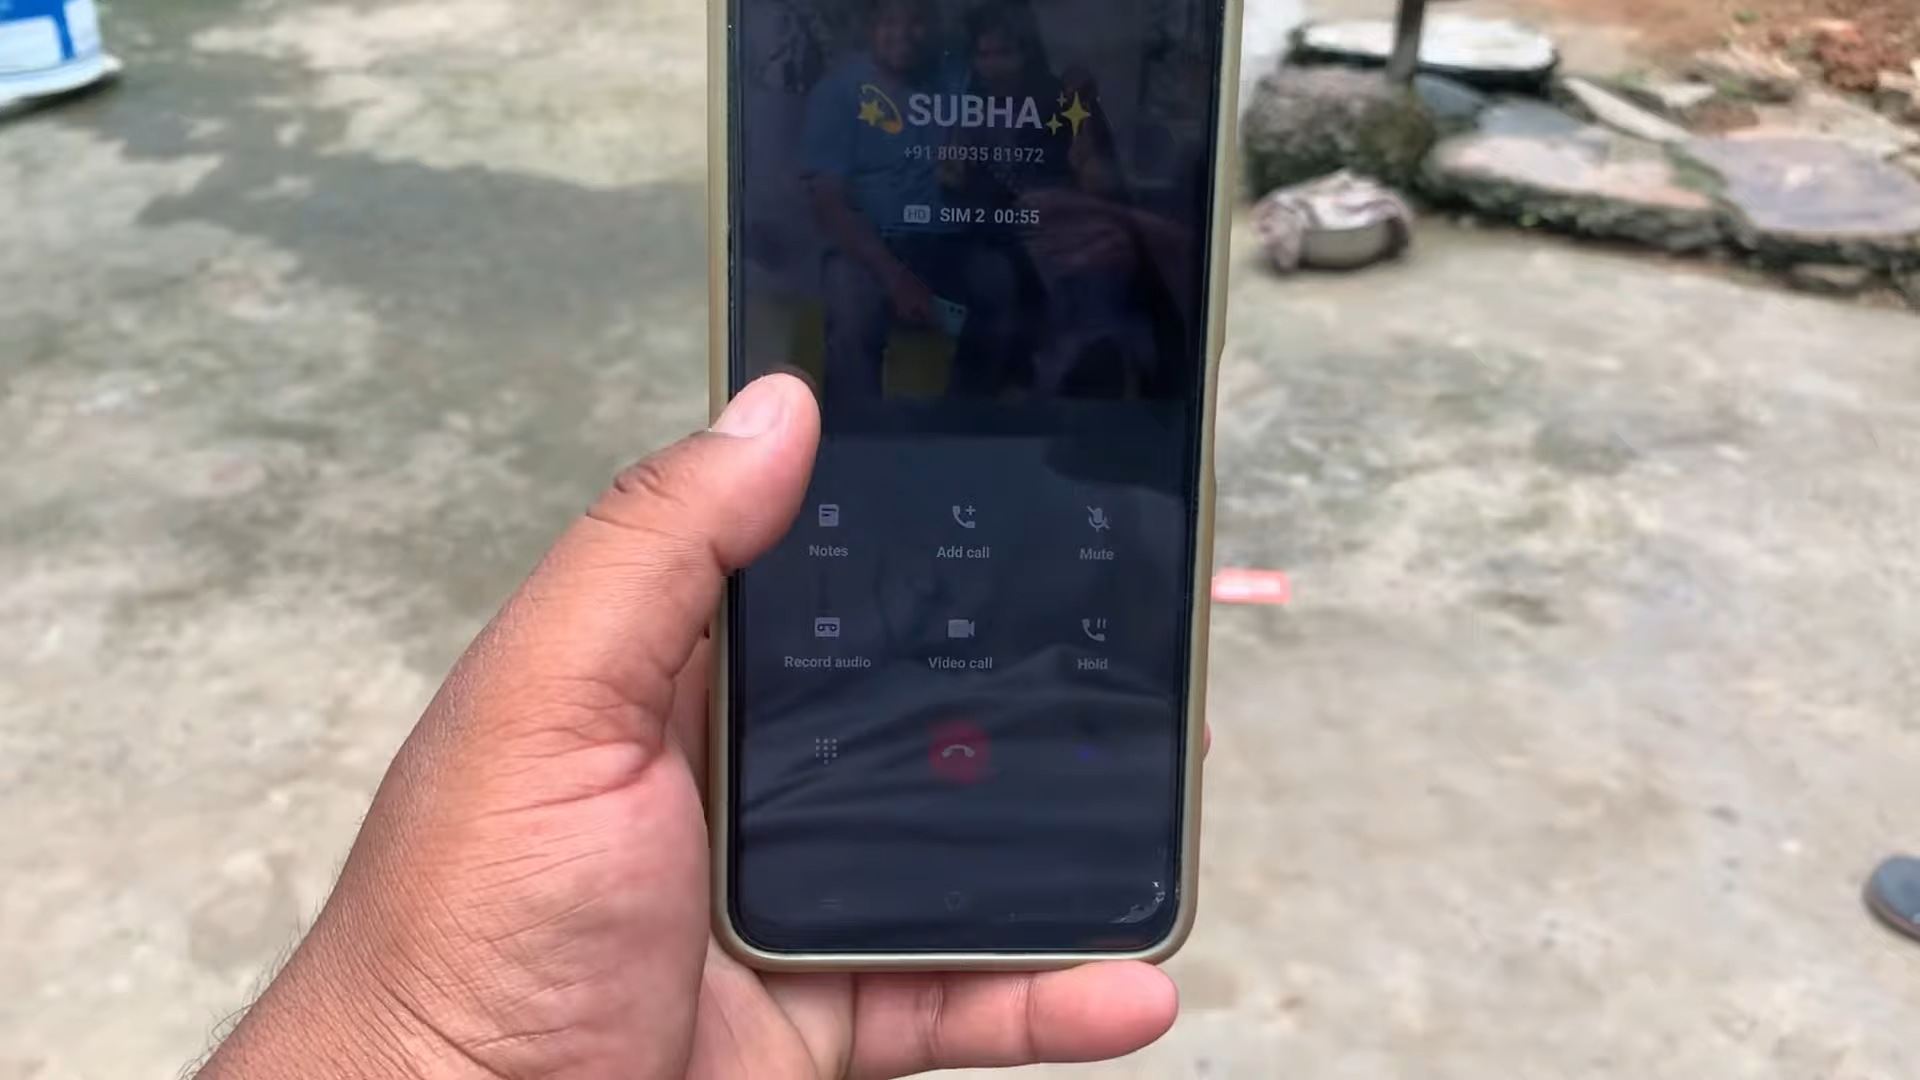 💫SUBHA✨
+91 80935 81972
HD SIM 2 00:55
Notes Add call Mute
Record audio Video call Hold